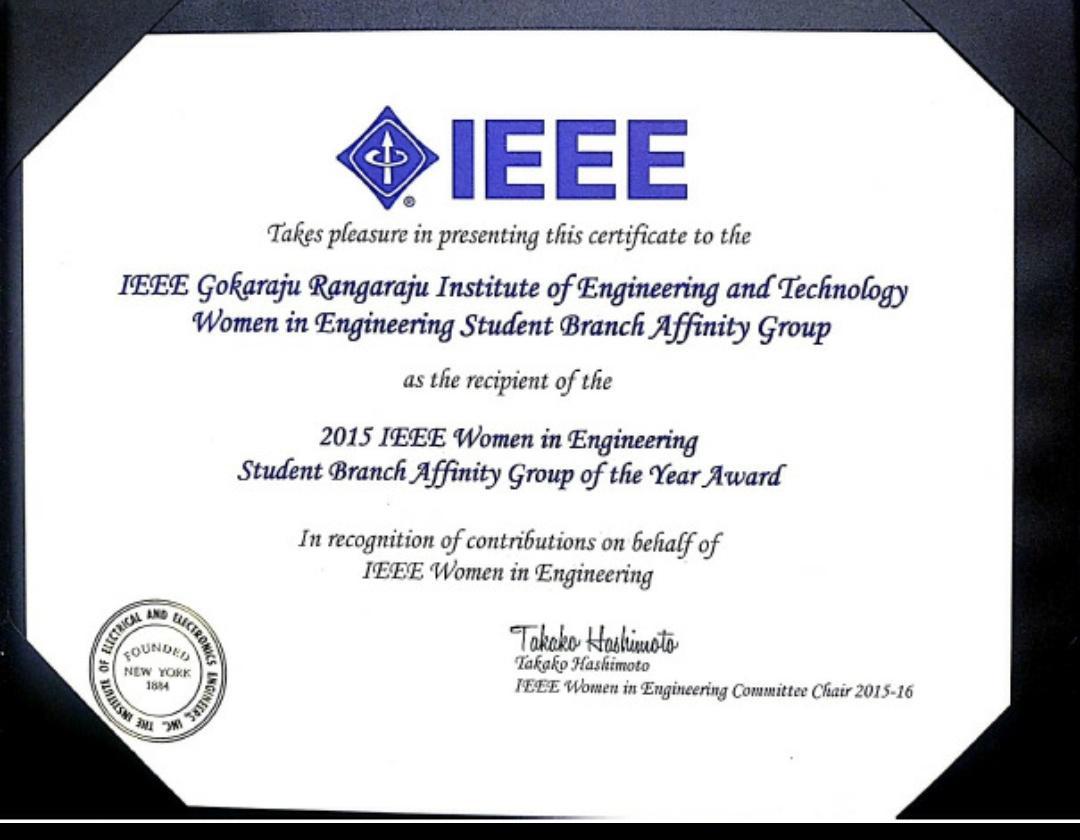 IEEE
®
Takes pleasure in presenting this certificate to the
IEEE Gokaraju Rangaraju Institute of Engineering and Technology
Women in Engineering Student Branch Affinity Group
as the recipient of the
2015 IEEE Women in Engineering
Student Branch Affinity Group of the Year Award
In recognition of contributions on behalf of
IEEE Women in Engineering
Takako Hashimoto
Takako Hashimoto
IEEE Women in Engineering Committee Chair 2015-16
THE INSTITUTE OF ELECTRICAL AND ELECTRONICS ENGINEERS, INC.
FOUNDED
NEW YORK
1884